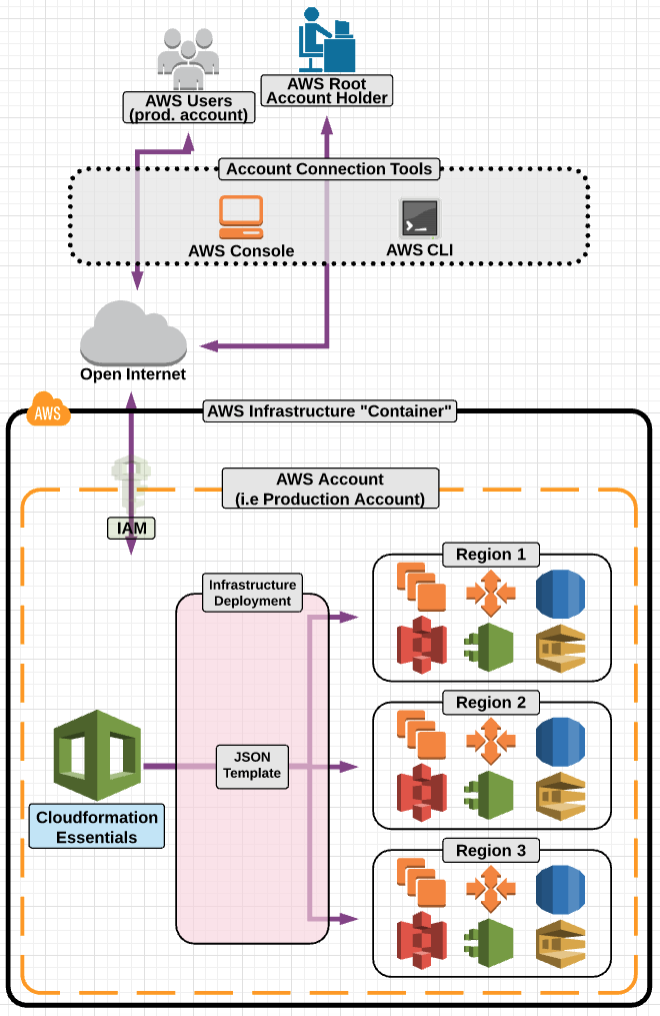 AWS Users
(prod. account)
AWS Root
Account Holder
Account Connection Tools
AWS Console
AWS CLI
Open Internet
AWS
AWS Infrastructure "Container"
AWS Account
(i.e Production Account)
IAM
Infrastructure
Deployment
Region 1
Region 2
JSON
Template
Cloudformation
Essentials
Region 3